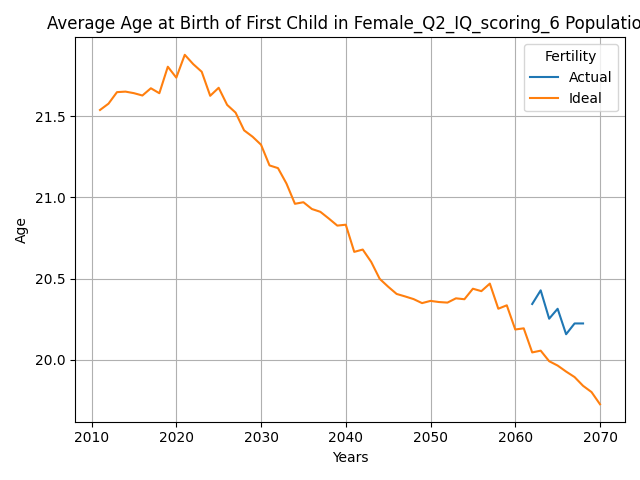 Average Age at Birth of First Child in Female_Q2_IQ_scoring_6 Populatio
Fertility
Actual
Ideal
21.5
21.0
20.5
20.0
Age
2010 2020 2030 2040 2050 2060 2070
Years